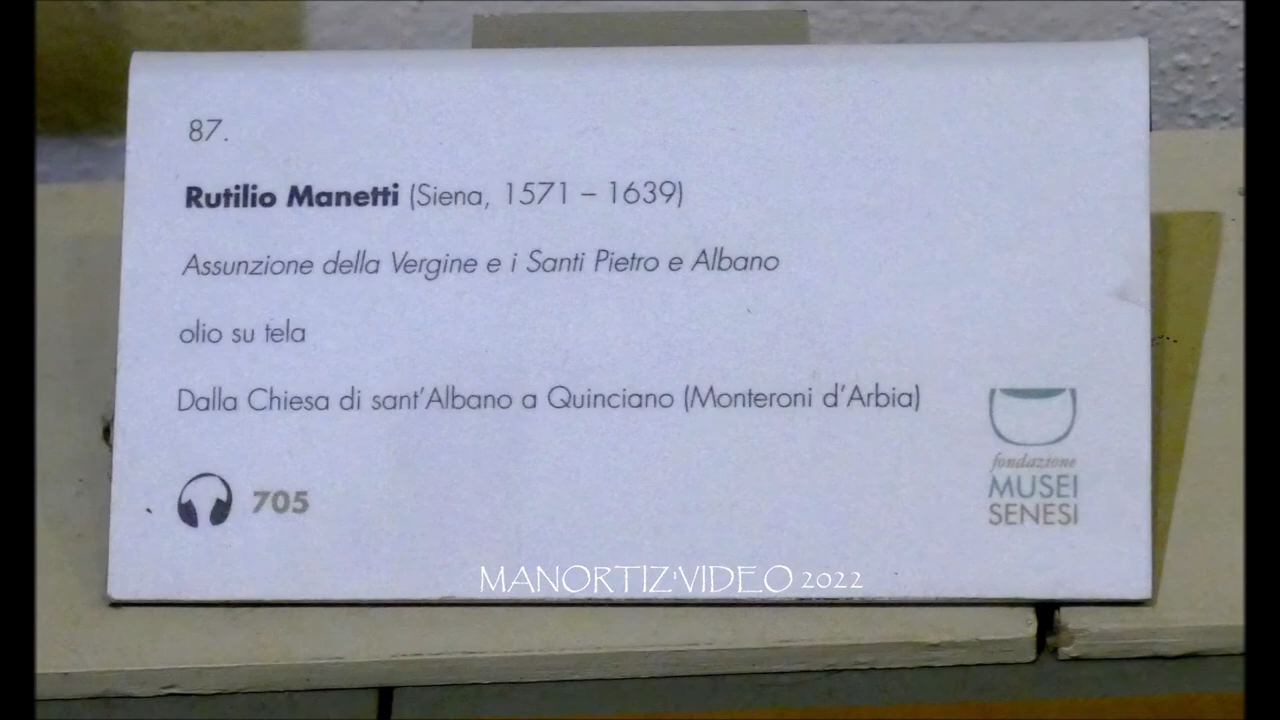 87.
Rutilio Manetti (Siena, 1571 – 1639)
Assunzione della Vergine e i Santi Pietro e Albano
olio su tela
Dalla Chiesa di sant'Albano a Quinciano (Monteroni d'Arbia)
705
fondazione
MUSEI
SENESI
MANORTIZ'VIDEO 2022